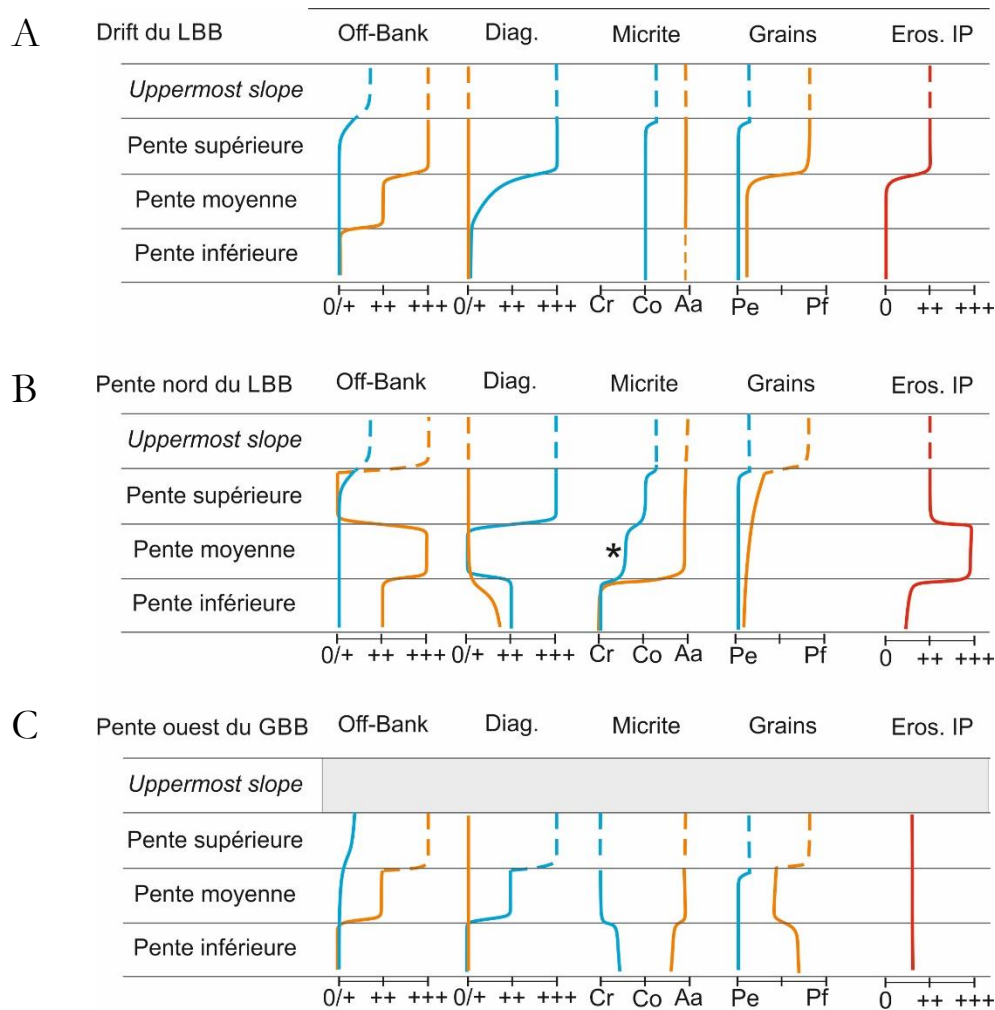 A
Drift du LBB Off-Bank Diag. Micrite Grains Eros. IP
Uppermost slope
Pente supérieure
Pente moyenne
Pente inférieure
0/+ ++ +++ 0/+ ++ +++ Cr Co Aa Pe Pf 0 ++ +++
B
Pente nord du LBB Off-Bank Diag. Micrite Grains Eros. IP
Uppermost slope
Pente supérieure
Pente moyenne *
Pente inférieure
0/+ ++ +++ 0/+ ++ +++ Cr Co Aa Pe Pf 0 ++ +++
C
Pente ouest du GBB Off-Bank Diag. Micrite Grains Eros. IP
Uppermost slope
Pente supérieure
Pente moyenne
Pente inférieure
0/+ ++ +++ 0/+ ++ +++ Cr Co Aa Pe Pf 0 ++ +++